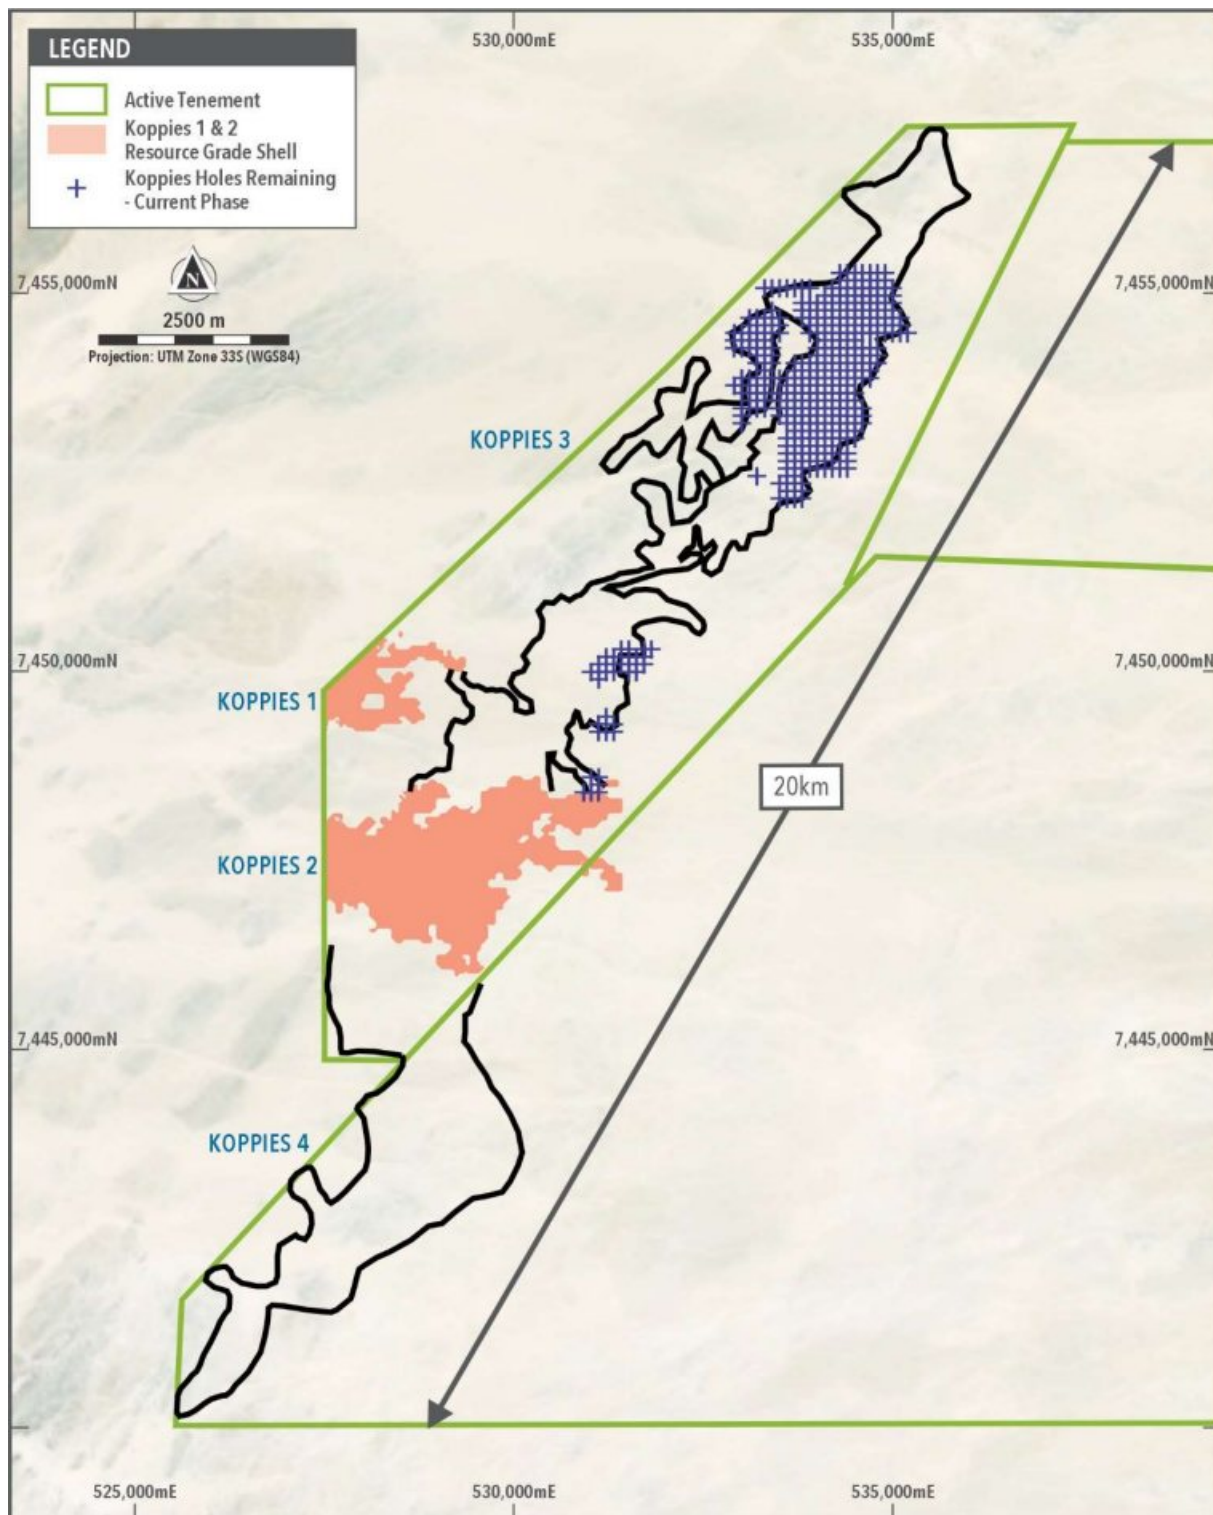 530,000mE
535,000mE
LEGEND
Active Tenement
Koppies 1 & 2
Resource Grade Shell
Koppies Holes Remaining
- Current Phase
N
7,455,000mN
7,455,000mN
2500 m
Projection: UTM Zone 33S (WGS84)
KOPPIES 3
7,450,000mN
7,450,000mN
KOPPIES 1
20km
KOPPIES 2
7,445,000mN
7,445,000mN
KOPPIES 4
525,000mE
530,000mE
535,000mE